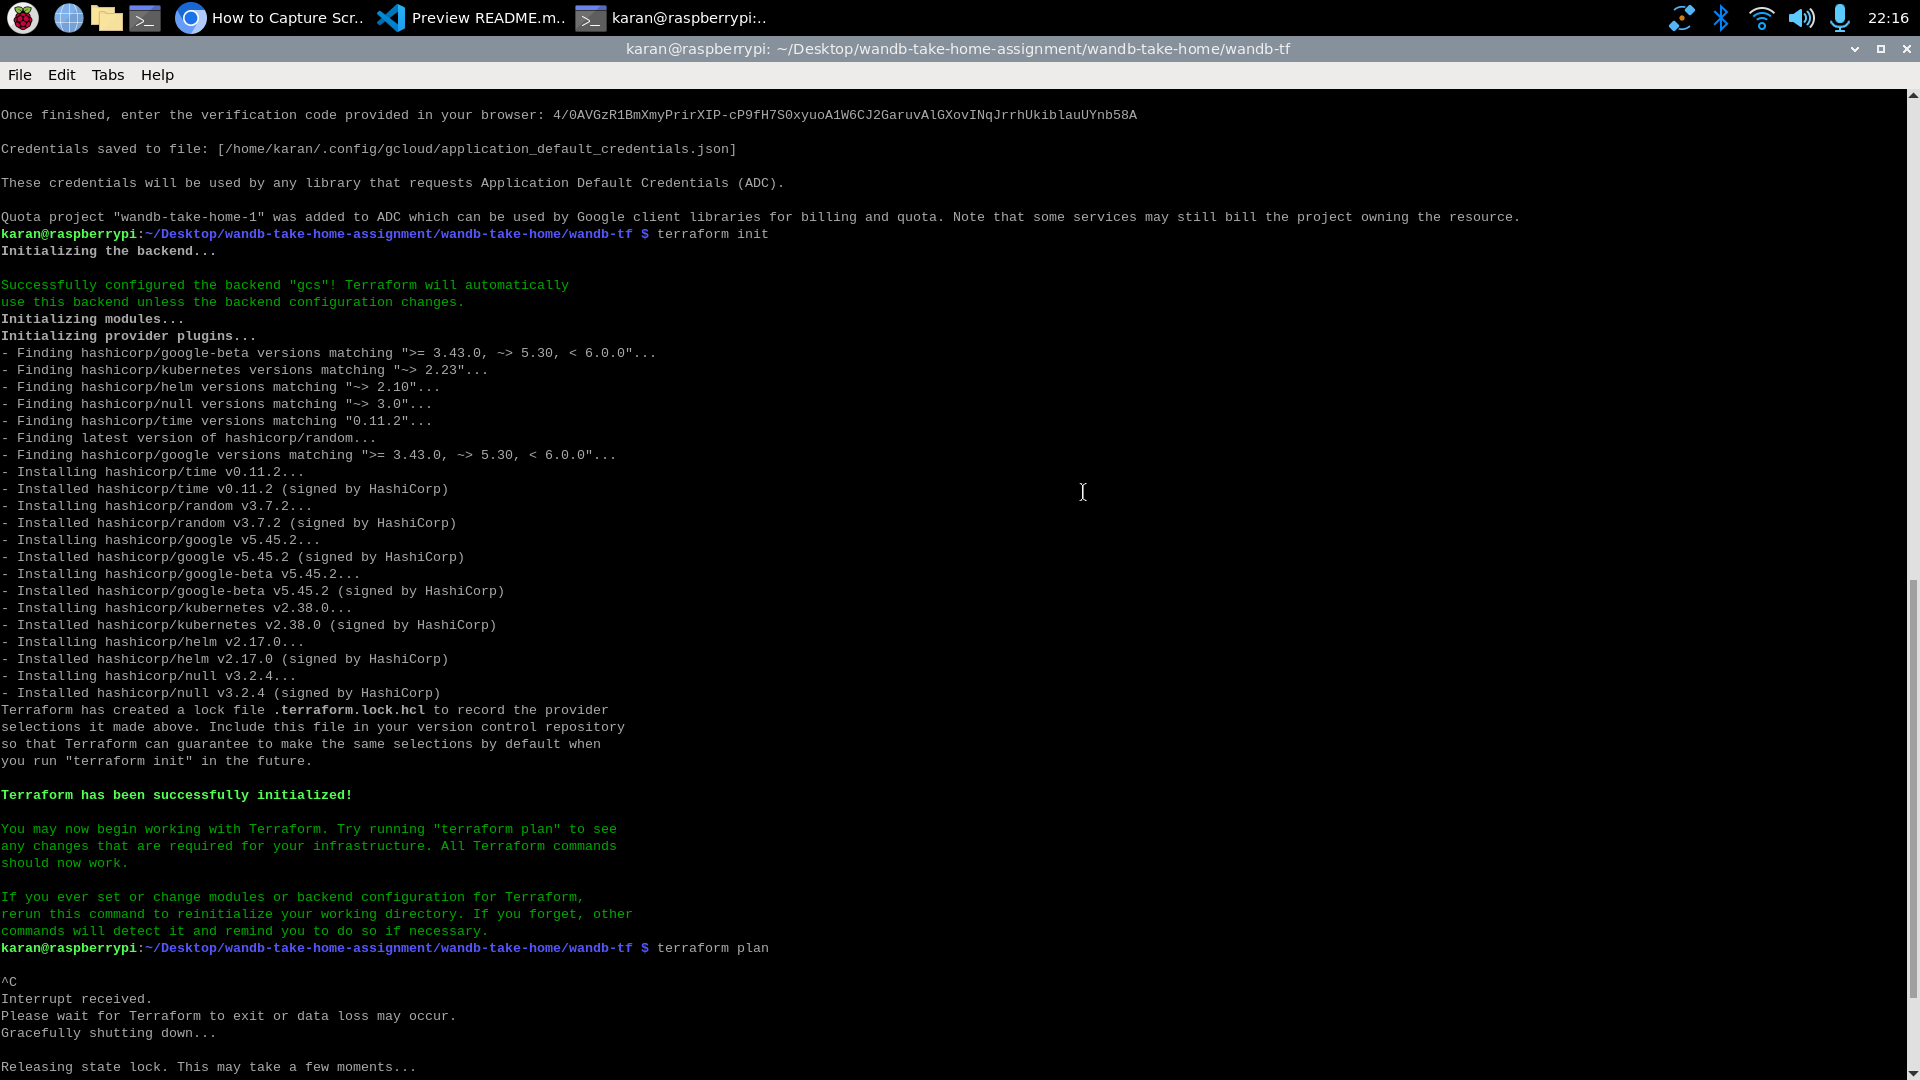 How to Capture Scr..
Preview README.m..
karan@raspberrypi:..
22:16
karan@raspberrypi: ~/Desktop/wandb-take-home-assignment/wandb-take-home/wandb-tf
File Edit Tabs Help
Once finished, enter the verification code provided in your browser: 4/0AVGzR1BmXmyPrirXIP-cP9fH7S0xyuoA1W6CJ2GaruvAlGXovINqJrrhUkiblauUYnb58A
Credentials saved to file: [/home/karan/.config/gcloud/application_default_credentials.json]
These credentials will be used by any library that requests Application Default Credentials (ADC).
Quota project "wandb-take-home-1" was added to ADC which can be used by Google client libraries for billing and quota. Note that some services may still bill the project owning the resource.
karan@raspberrypi:~/Desktop/wandb-take-home-assignment/wandb-take-home/wandb-tf $ terraform init
Initializing the backend...
Successfully configured the backend "gcs"! Terraform will automatically
use this backend unless the backend configuration changes.
Initializing modules...
Initializing provider plugins...
- Finding hashicorp/google-beta versions matching ">= 3.43.0, ~> 5.30, < 6.0.0"...
- Finding hashicorp/kubernetes versions matching "~> 2.23"...
- Finding hashicorp/helm versions matching "~> 2.10"...
- Finding hashicorp/null versions matching "~> 3.0"...
- Finding hashicorp/time versions matching "0.11.2"...
- Finding latest version of hashicorp/random...
- Finding hashicorp/google versions matching ">= 3.43.0, ~> 5.30, < 6.0.0"...
- Installing hashicorp/time v0.11.2...
- Installed hashicorp/time v0.11.2 (signed by HashiCorp)
- Installing hashicorp/random v3.7.2...
- Installed hashicorp/random v3.7.2 (signed by HashiCorp)
- Installing hashicorp/google v5.45.2...
- Installed hashicorp/google v5.45.2 (signed by HashiCorp)
- Installing hashicorp/google-beta v5.45.2...
- Installed hashicorp/google-beta v5.45.2 (signed by HashiCorp)
- Installing hashicorp/kubernetes v2.38.0...
- Installed hashicorp/kubernetes v2.38.0 (signed by HashiCorp)
- Installing hashicorp/helm v2.17.0...
- Installed hashicorp/helm v2.17.0 (signed by HashiCorp)
- Installing hashicorp/null v3.2.4...
- Installed hashicorp/null v3.2.4 (signed by HashiCorp)
Terraform has created a lock file .terraform.lock.hcl to record the provider
selections it made above. Include this file in your version control repository
so that Terraform can guarantee to make the same selections by default when
you run "terraform init" in the future.
Terraform has been successfully initialized!
You may now begin working with Terraform. Try running "terraform plan" to see
any changes that are required for your infrastructure. All Terraform commands
should now work.
If you ever set or change modules or backend configuration for Terraform,
rerun this command to reinitialize your working directory. If you forget, other
commands will detect it and remind you to do so if necessary.
karan@raspberrypi:~/Desktop/wandb-take-home-assignment/wandb-take-home/wandb-tf $ terraform plan
^C
Interrupt received.
Please wait for Terraform to exit or data loss may occur.
Gracefully shutting down...
Releasing state lock. This may take a few moments...